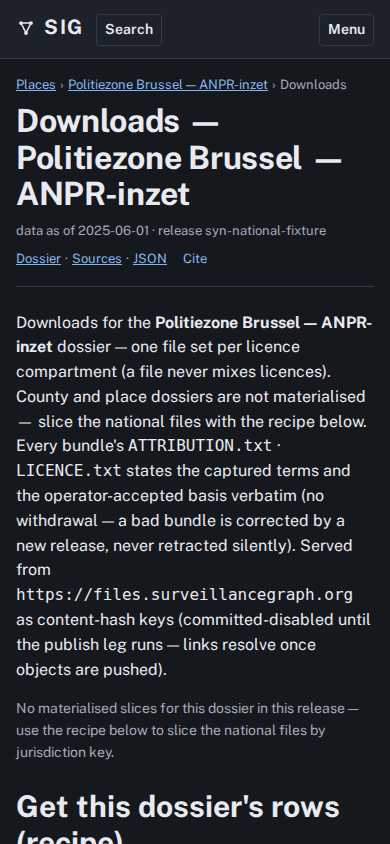 SIG Search Menu
Places › Politiezone Brussel — ANPR-inzet › Downloads
Downloads —
Politiezone Brussel —
ANPR-inzet
data as of 2025-06-01 · release syn-national-fixture
Dossier · Sources · JSON Cite
Downloads for the Politiezone Brussel — ANPR-
inzet dossier — one file set per licence
compartment (a file never mixes licences).
County and place dossiers are not materialised
— slice the national files with the recipe below.
Every bundle's ATTRIBUTION.txt ·
LICENCE.txt states the captured terms and
the operator-accepted basis verbatim (no
withdrawal — a bad bundle is corrected by a
new release, never retracted silently). Served
from
https://files.surveillancegraph.org
as content-hash keys (committed-disabled until
the publish leg runs — links resolve once
objects are pushed).
No materialised slices for this dossier in this release —
use the recipe below to slice the national files by
jurisdiction key.
Get this dossier's rows
(recipe)